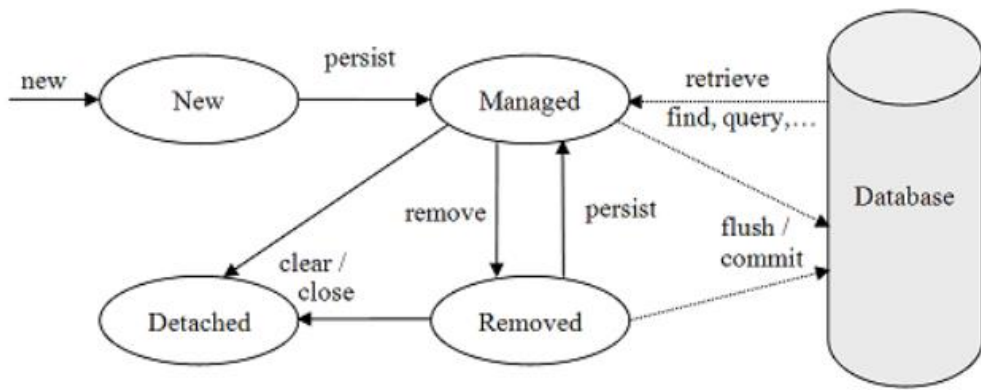 new
New
persist
Managed
retrieve
find, query,...
Database
remove
persist
flush /
commit
clear /
close
Detached
Removed